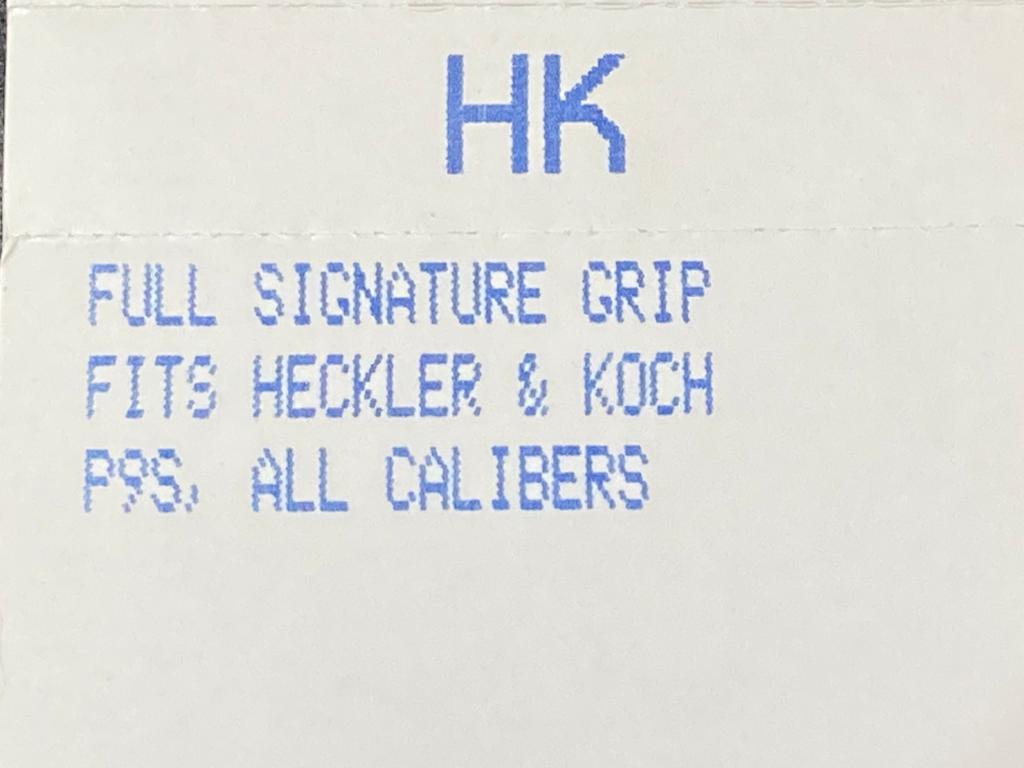 HK
FULL SIGNATURE GRIP
FITS HECKLER & KOCH
P9S, ALL CALIBERS